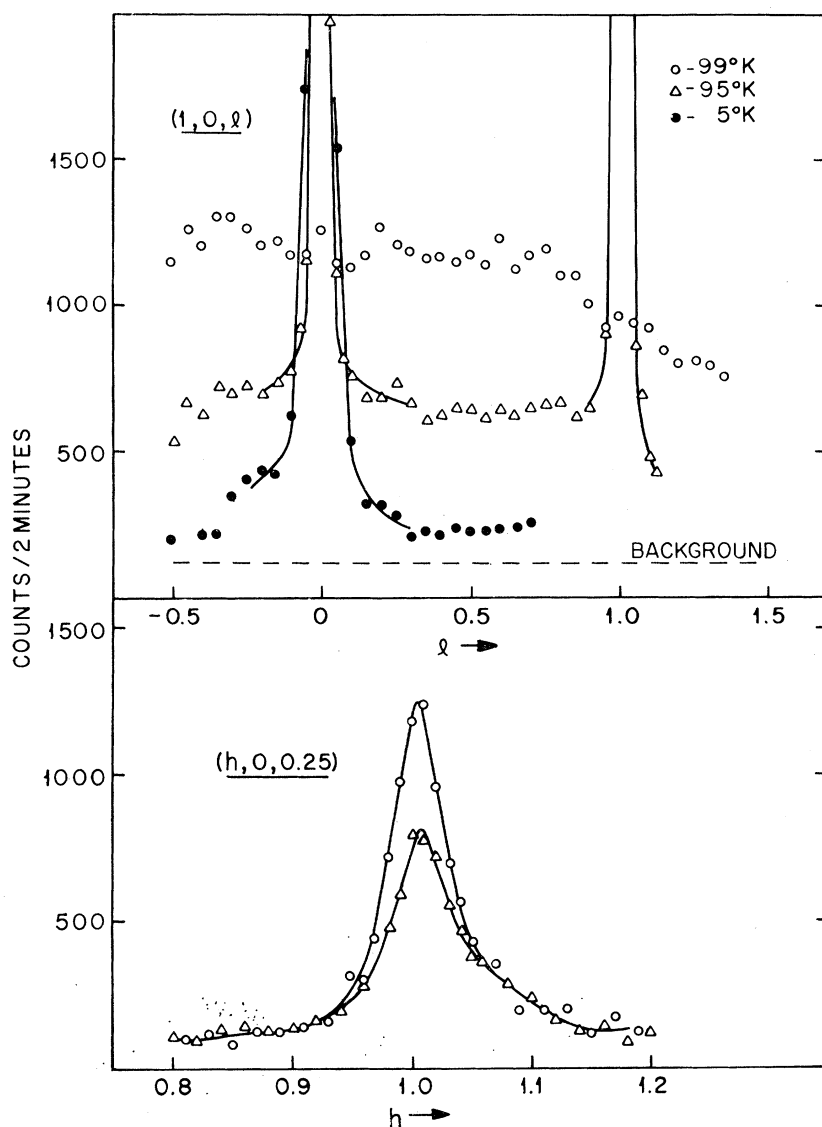 (1,0,ℓ)
○ - 99°K
△ - 95°K
● - 5°K
1500
1000
500
BACKGROUND
-0.5 0 0.5 1.0 1.5
ℓ →
COUNTS/2 MINUTES
1500
(h,0,0.25)
1000
500
0.8 0.9 1.0 1.1 1.2
h →